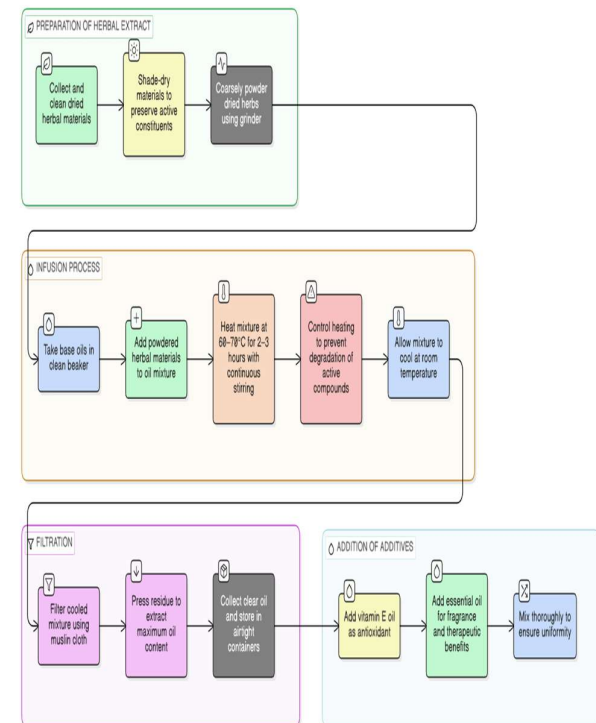 PREPARATION OF HERBAL EXTRACT
Collect and
clean dried
herbal materials
Shade-dry
materials to
preserve active
constituents
Coarsely powder
dried herbs
using grinder
INFUSION PROCESS
Take base oils in
clean beaker
Add powdered
herbal materials
to oil mixture
Heat mixture at
60–70°C for 2–3
hours with
continuous
stirring
Control heating
to prevent
degradation of
active
compounds
Allow mixture to
cool at room
temperature
FILTRATION
Filter cooled
mixture using
muslin cloth
Press residue to
extract
maximum oil
content
Collect clear oil
and store in
airtight
containers
ADDITION OF ADDITIVES
Add vitamin E oil
as antioxidant
Add essential oil
for fragrance
and therapeutic
benefits
Mix thoroughly to
ensure uniformity